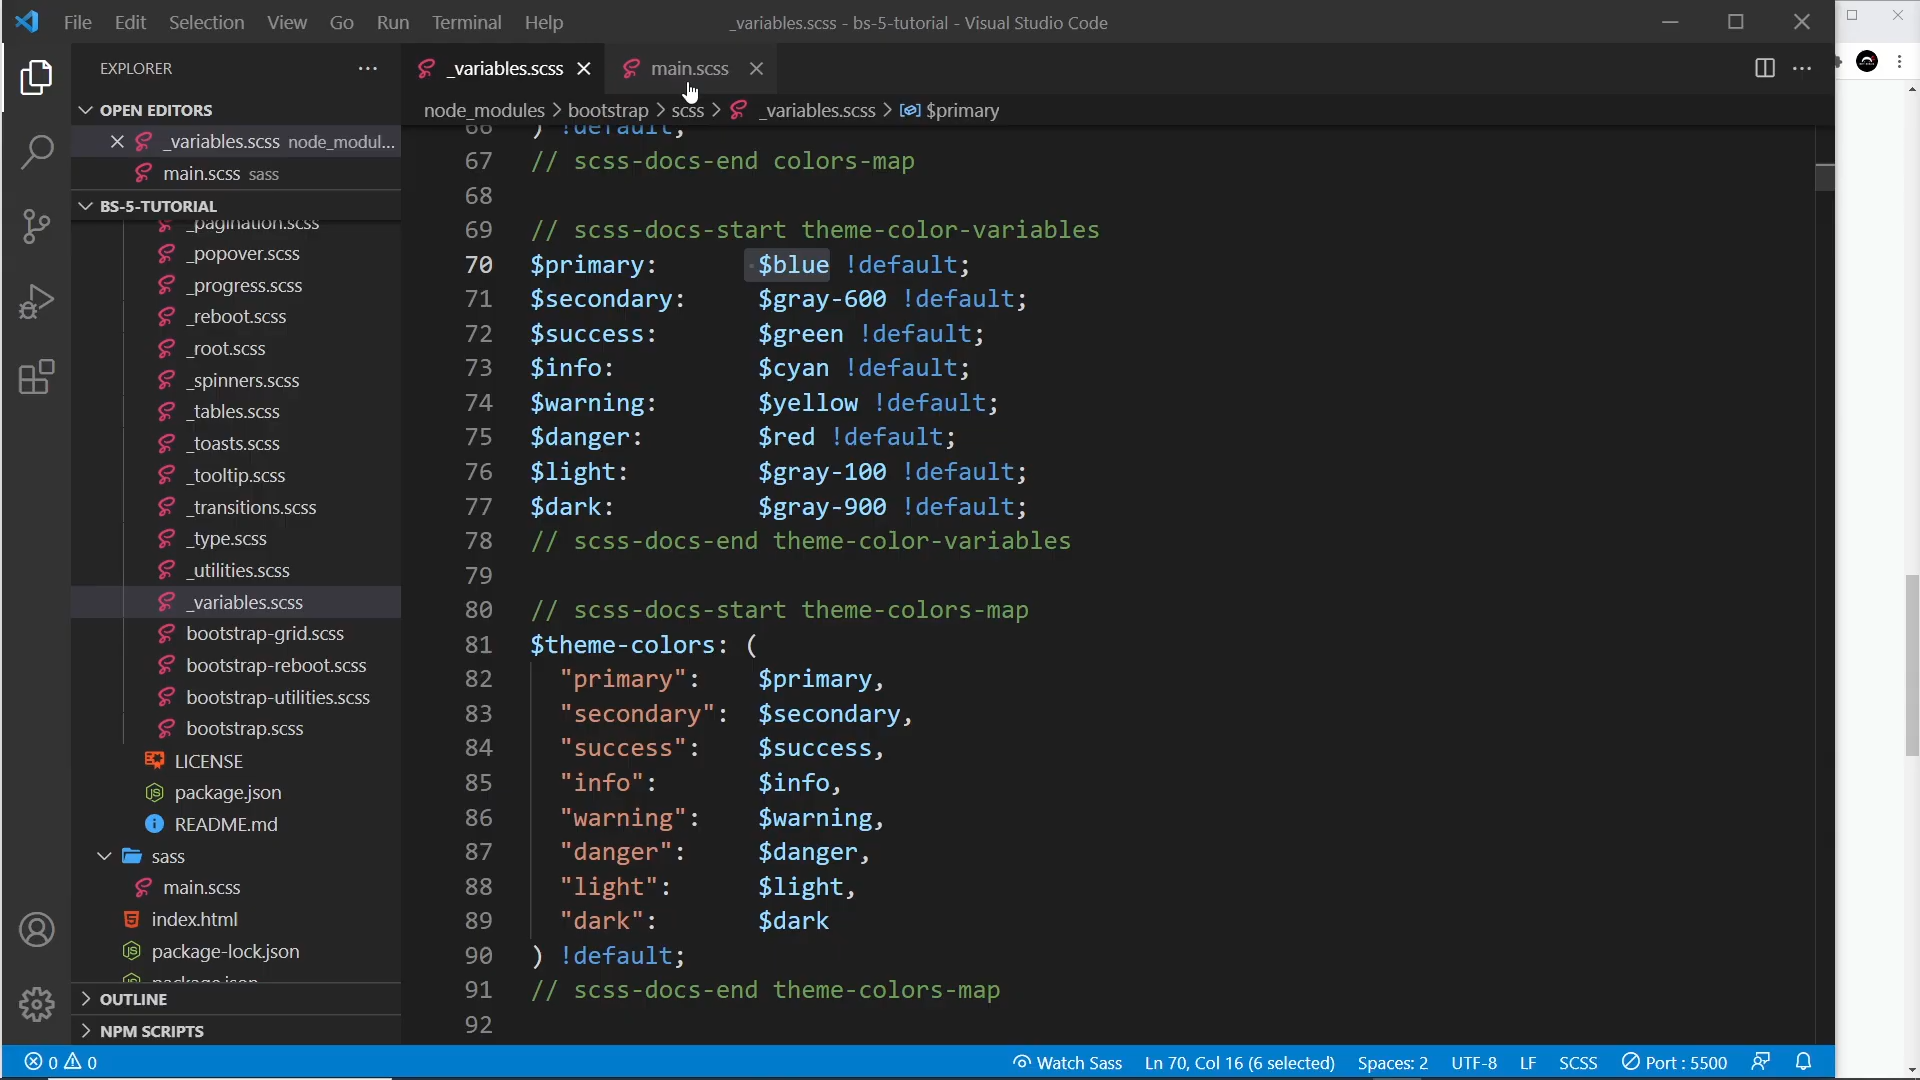 File Edit Selection View Go Run Terminal Help
_variables.scss - bs-5-tutorial - Visual Studio Code
EXPLORER
OPEN EDITORS
_variables.scss node_modul...
main.scss sass
BS-5-TUTORIAL
_pagination.scss
_popover.scss
_progress.scss
_reboot.scss
_root.scss
_spinners.scss
_tables.scss
_toasts.scss
_tooltip.scss
_transitions.scss
_type.scss
_utilities.scss
_variables.scss
bootstrap-grid.scss
bootstrap-reboot.scss
bootstrap-utilities.scss
bootstrap.scss
LICENSE
package.json
README.md
sass
main.scss
index.html
package-lock.json
package.json
OUTLINE
NPM SCRIPTS
_variables.scss main.scss
node_modules > bootstrap > scss > _variables.scss > $primary
66 ) !default;
67 // scss-docs-end colors-map
68
69 // scss-docs-start theme-color-variables
70 $primary: $blue !default;
71 $secondary: $gray-600 !default;
72 $success: $green !default;
73 $info: $cyan !default;
74 $warning: $yellow !default;
75 $danger: $red !default;
76 $light: $gray-100 !default;
77 $dark: $gray-900 !default;
78 // scss-docs-end theme-color-variables
79
80 // scss-docs-start theme-colors-map
81 $theme-colors: (
82 "primary": $primary,
83 "secondary": $secondary,
84 "success": $success,
85 "info": $info,
86 "warning": $warning,
87 "danger": $danger,
88 "light": $light,
89 "dark": $dark
90 ) !default;
91 // scss-docs-end theme-colors-map
92
0 0 Watch Sass Ln 70, Col 16 (6 selected) Spaces: 2 UTF-8 LF SCSS Port : 5500